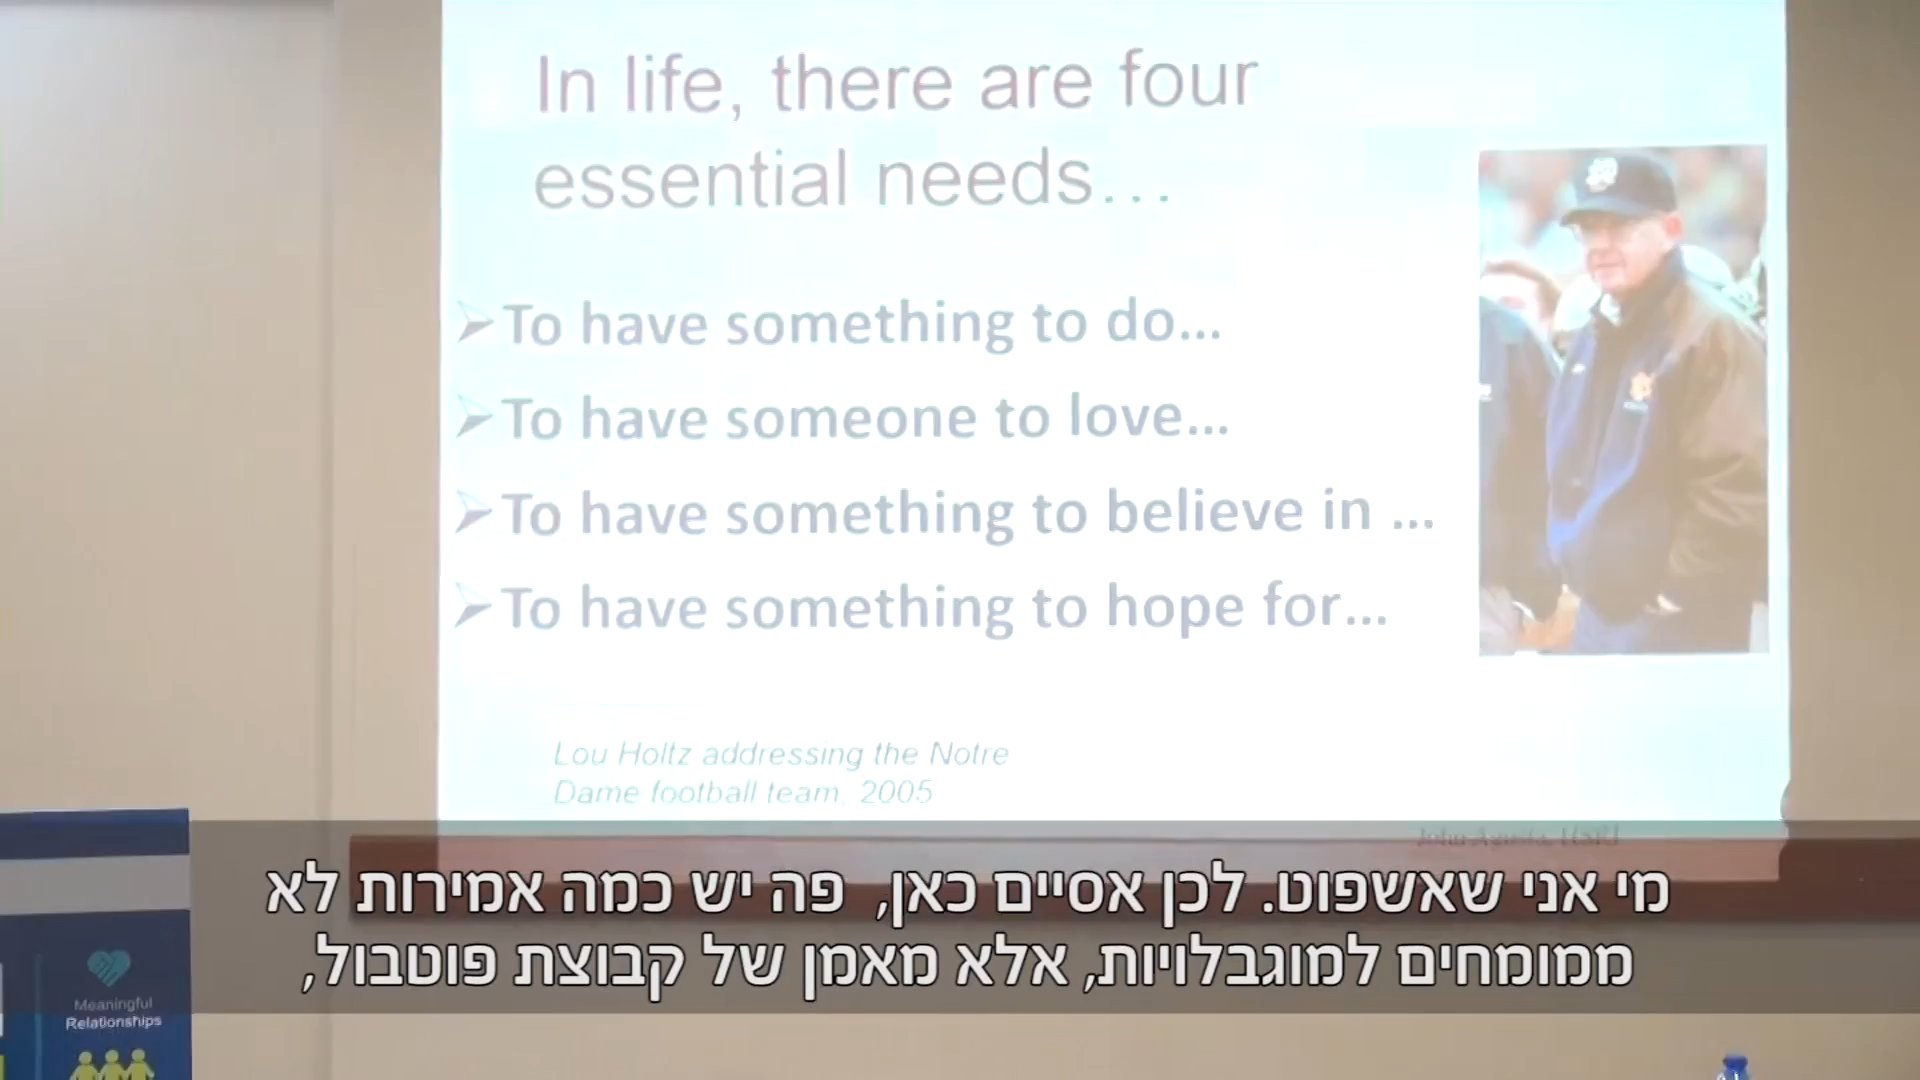 In life, there are four
essential needs...
To have something to do...
To have someone to love...
To have something to believe in ...
To have something to hope for...
Lou Holtz addressing the Notre
Dame football team, 2005
מי אני שאשפוט. לכן אסיים כאן, פה יש כמה אמירות לא
ממומחים למוגבלויות, אלא מאמן של קבוצת פוטבול,
Meaningful
Relationships